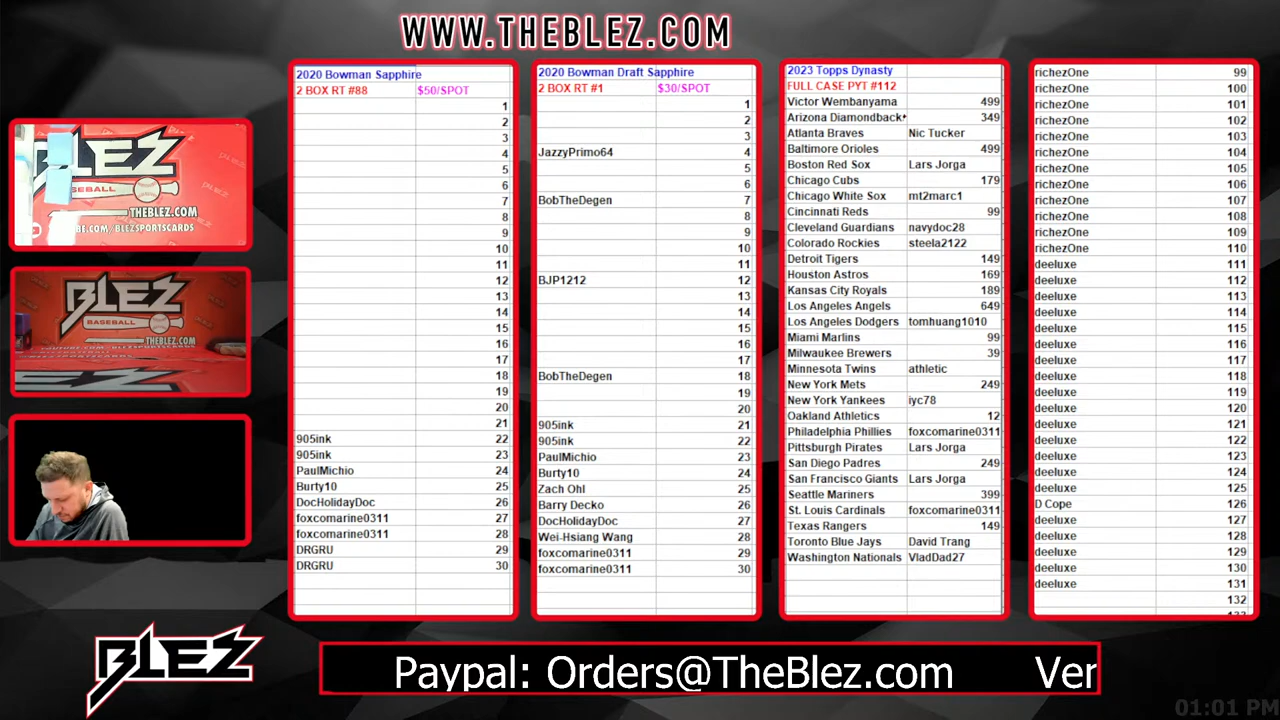 WWW.THEBLEZ.COM
2020 Bowman Sapphire
2 BOX RT #88 $50/SPOT
1
2
3
4
5
6
7
8
9
10
11
12
13
14
15
16
17
18
19
20
21
905ink 22
905ink 23
PaulMichio 24
Burty10 25
DocHolidayDoc 26
foxcomarine0311 27
foxcomarine0311 28
DRGRU 29
DRGRU 30
2020 Bowman Draft Sapphire
2 BOX RT #1 $30/SPOT
1
2
3
JazzyPrimo64 4
5
6
BobTheDegen 7
8
9
10
11
BJP1212 12
13
14
15
16
17
BobTheDegen 18
19
20
905ink 21
905ink 22
PaulMichio 23
Burty10 24
Zach Ohl 25
Barry Decko 26
DocHolidayDoc 27
Wei-Hsiang Wang 28
foxcomarine0311 29
foxcomarine0311 30
2023 Topps Dynasty
FULL CASE PYT #112
Victor Wembanyama 499
Arizona Diamondback 349
Atlanta Braves Nic Tucker
Baltimore Orioles 499
Boston Red Sox Lars Jorga
Chicago Cubs 179
Chicago White Sox mt2marc1
Cincinnati Reds 99
Cleveland Guardians navydoc28
Colorado Rockies steela2122
Detroit Tigers 149
Houston Astros 169
Kansas City Royals 189
Los Angeles Angels 649
Los Angeles Dodgers tomhuang1010
Miami Marlins 99
Milwaukee Brewers 39
Minnesota Twins athletic
New York Mets 249
New York Yankees iyc78
Oakland Athletics 12
Philadelphia Phillies foxcomarine0311
Pittsburgh Pirates Lars Jorga
San Diego Padres 249
San Francisco Giants Lars Jorga
Seattle Mariners 399
St. Louis Cardinals foxcomarine0311
Texas Rangers 149
Toronto Blue Jays David Trang
Washington Nationals VladDad27
richezOne 99
richezOne 100
richezOne 101
richezOne 102
richezOne 103
richezOne 104
richezOne 105
richezOne 106
richezOne 107
richezOne 108
richezOne 109
richezOne 110
deeluxe 111
deeluxe 112
deeluxe 113
deeluxe 114
deeluxe 115
deeluxe 116
deeluxe 117
deeluxe 118
deeluxe 119
deeluxe 120
deeluxe 121
deeluxe 122
deeluxe 123
deeluxe 124
deeluxe 125
D Cope 126
deeluxe 127
deeluxe 128
deeluxe 129
deeluxe 130
deeluxe 131
132
BLEZ
BASEBALL
THEBLEZ.COM
BLEZ
BASEBALL
THEBLEZ.COM
BLEZ
Paypal: Orders@TheBlez.com Ver
01:01 PM